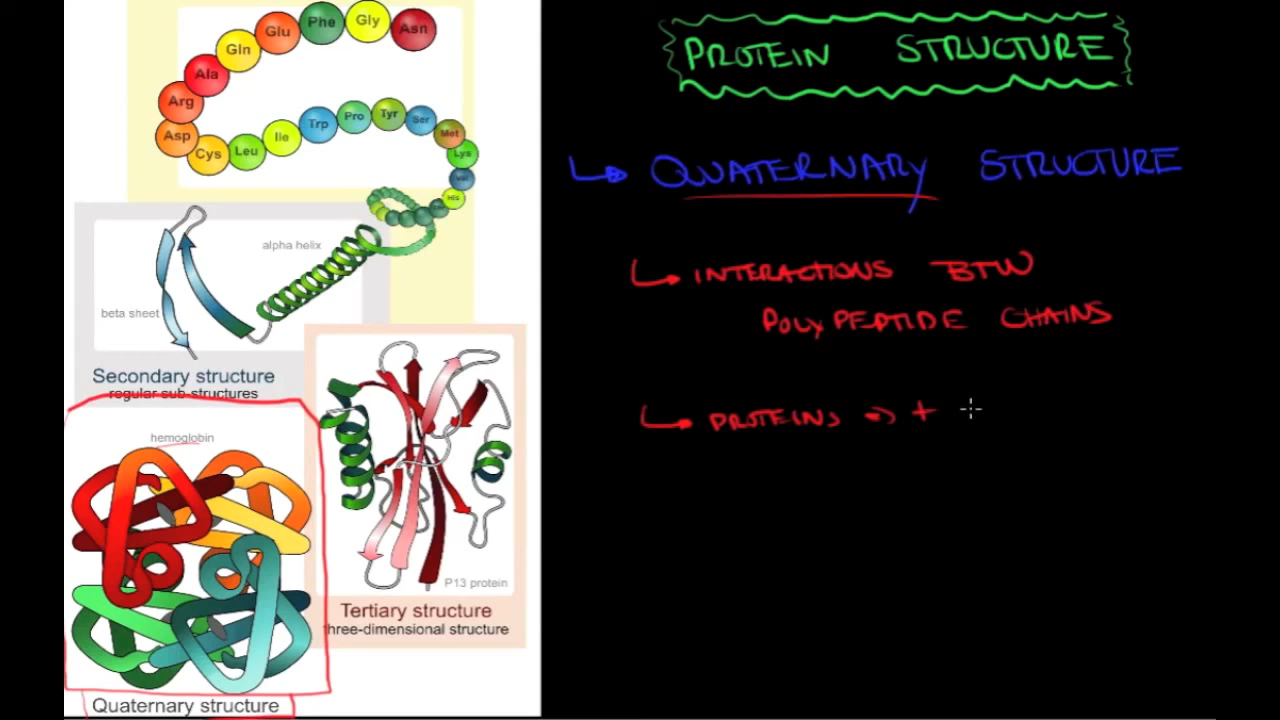 Asn
Gly
Phe
Glu
Gln
Ala
Arg
Asp
Cys
Leu
Ile
Trp
Pro
Tyr
Ser
Met
Lys
Val
His
alpha helix
beta sheet
Secondary structure
regular sub-structures
hemoglobin
Quaternary structure
P13 protein
Tertiary structure
three-dimensional structure
PROTEIN STRUCTURE
QUATERNARY STRUCTURE
INTERACTIONS BTW
POLYPEPTIDE CHAINS
PROTEINS => +